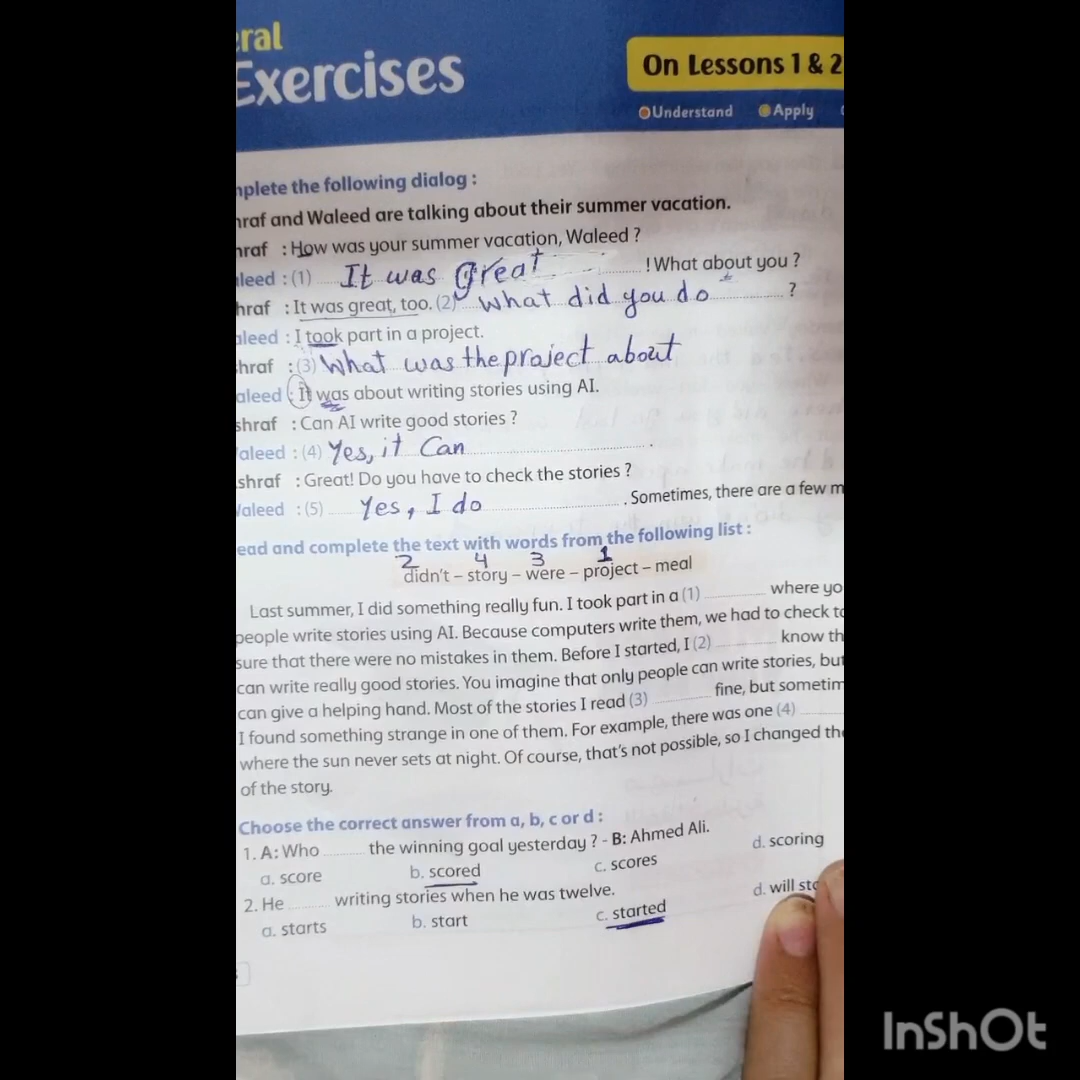 eral
Exercises
On Lessons 1 & 2
Understand Apply
mplete the following dialog :
hraf and Waleed are talking about their summer vacation.
hraf : How was your summer vacation, Waleed ?
leed : (1) It was great ! What about you ?
hraf : It was great, too. (2) what did you do ?
aleed : I took part in a project.
hraf : (3) What was the project about
aleed : It was about writing stories using AI.
shraf : Can AI write good stories ?
aleed : (4) Yes, it Can .
shraf : Great! Do you have to check the stories ?
Valeed : (5) Yes, I do . Sometimes, there are a few m
ead and complete the text with words from the following list :
2 4 3 1
didn't – story – were – project – meal
Last summer, I did something really fun. I took part in a (1) where yo
people write stories using AI. Because computers write them, we had to check to
sure that there were no mistakes in them. Before I started, I (2) know th
can write really good stories. You imagine that only people can write stories, but
can give a helping hand. Most of the stories I read (3) fine, but sometim
I found something strange in one of them. For example, there was one (4)
where the sun never sets at night. Of course, that's not possible, so I changed the
of the story.
Choose the correct answer from a, b, c or d :
1. A: Who the winning goal yesterday ? - B: Ahmed Ali.
a. score b. scored c. scores d. scoring
2. He writing stories when he was twelve.
a. starts b. start c. started d. will sta
InShOt